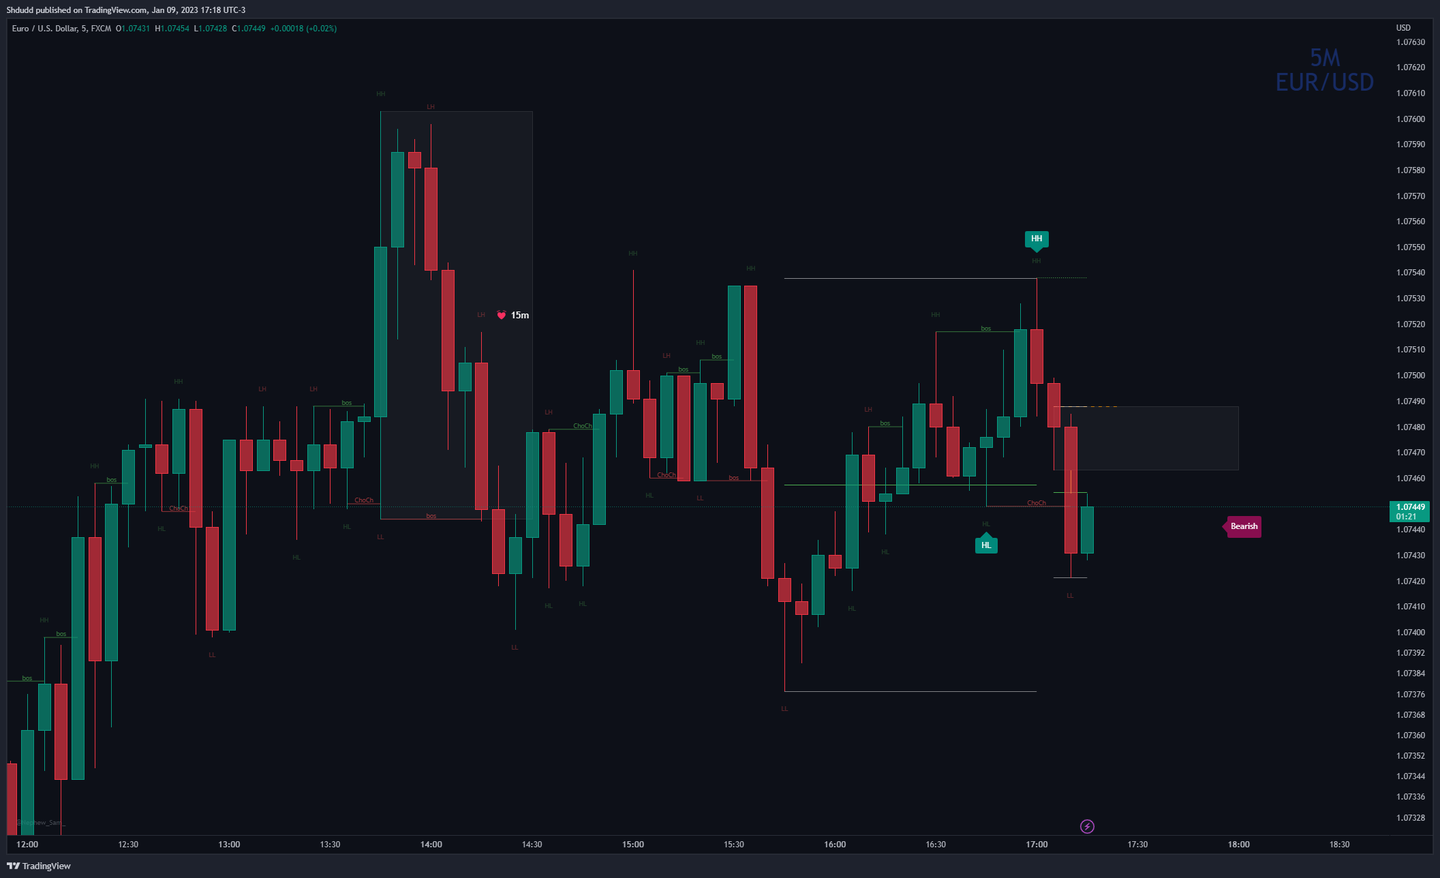 Shdudd published on TradingView.com, Jan 09, 2023 17:18 UTC-3
Euro / U.S. Dollar, 5, FXCM O1.07431 H1.07454 L1.07428 C1.07449 +0.00018 (+0.02%)
USD
1.07630
5M
EUR/USD
1.07620
1.07610
HH
LH
1.07600
1.07590
1.07580
1.07570
1.07560
1.07550
HH
HH
HH
HH
1.07540
1.07530
LH
15m
HH
1.07520
bos
HH
bos
1.07510
LH
bos
1.07500
HH
LH
LH
bos
LH
ChoCh
LH
bos
1.07490
1.07480
1.07470
HH
bos
ChoCh
bos
1.07460
ChoCh
ChoCh
bos
HL
LL
ChoCh
1.07449
01:21
HL
HL
LL
HL
Bearish
1.07440
HL
HL
HL
1.07430
1.07420
HL
HL
HL
LL
1.07410
HH
bos
LL
LL
1.07400
1.07392
bos
1.07384
1.07376
LL
1.07368
1.07360
1.07352
1.07344
1.07336
1.07328
12:00
12:30
13:00
13:30
14:00
14:30
15:00
15:30
16:00
16:30
17:00
17:30
18:00
18:30
TradingView